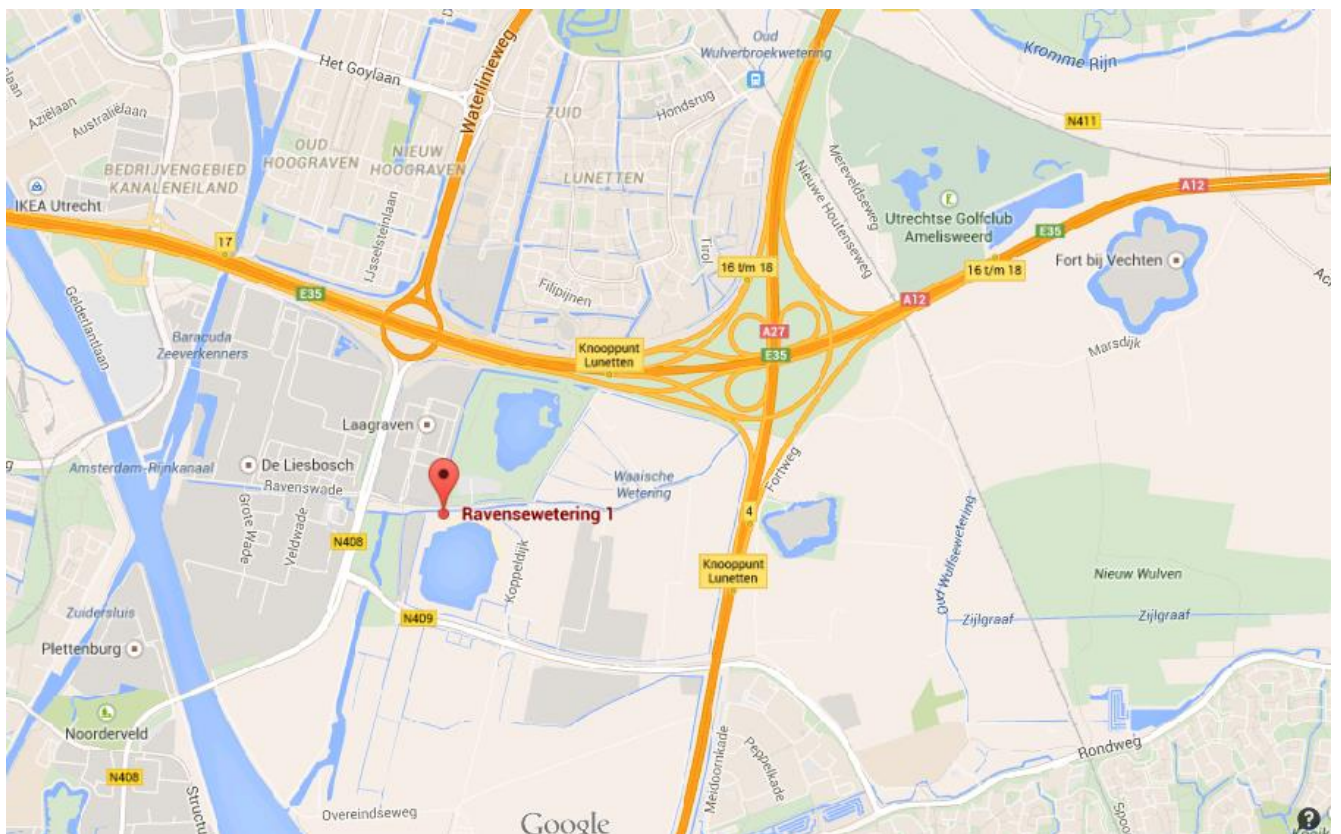 Oud
Wulverbroekwetering
Kromme Rijn
Het Goylaan
Waterlinieweg
Aziëlaan
Australiëlaan
ZUID
Hondsrug
N411
OUD
HOOGRAVEN
NIEUW
HOOGRAVEN
BEDRIJVENGEBIED
KANALENEILAND
LUNETTEN
Mereveldseweg
Nieuwe Houtenseweg
IKEA Utrecht
A12
Utrechtse Golfclub
Amelisweerd
E35
17
IJsselsteinlaan
Tirol
16 t/m 18
16 t/m 18
Fort bij Vechten
Gelderlantlaan
E35
Filipijnen
A12
Baracuda
Zeeverkenners
A27
E35
Knooppunt
Lunetten
Marsdijk
Laagraven
De Liesbosch
Amsterdam-Rijnkanaal
Ravenswade
Waaische
Wetering
Fortweg
Grote Wade
Veldwade
Ravensewetering 1
4
N408
Koppeldijk
Knooppunt
Lunetten
Oud Wulfsewetering
Nieuw Wulven
Zuidersluis
N409
Zijlgraaf
Zijlgraaf
Plettenburg
Noorderveld
Rondweg
N408
Meidoornkade
Peppelkade
Overeindseweg
Google